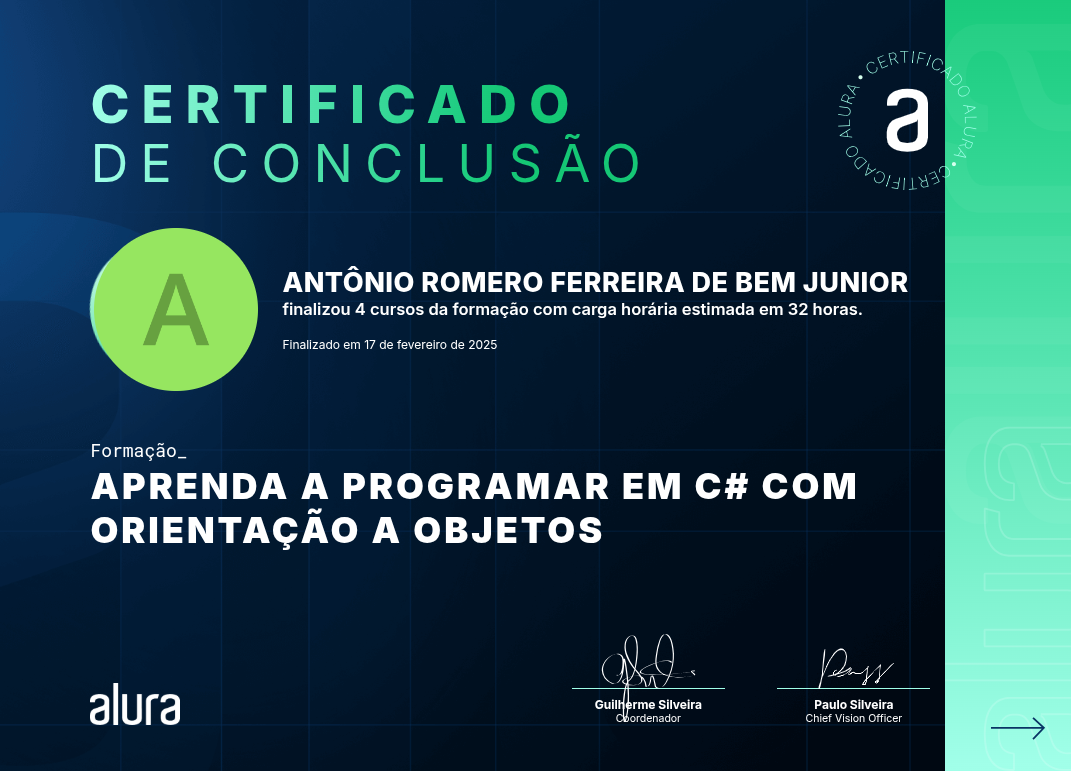 CERTIFICADO
DE CONCLUSÃO
CERTIFICADO ALURA • CERTIFICADO ALURA •
a
A
ANTÔNIO ROMERO FERREIRA DE BEM JUNIOR
finalizou 4 cursos da formação com carga horária estimada em 32 horas.
Finalizado em 17 de fevereiro de 2025
Formação_
APRENDA A PROGRAMAR EM C# COM
ORIENTAÇÃO A OBJETOS
alura
Guilherme Silveira
Coordenador
Paulo Silveira
Chief Vision Officer
alura